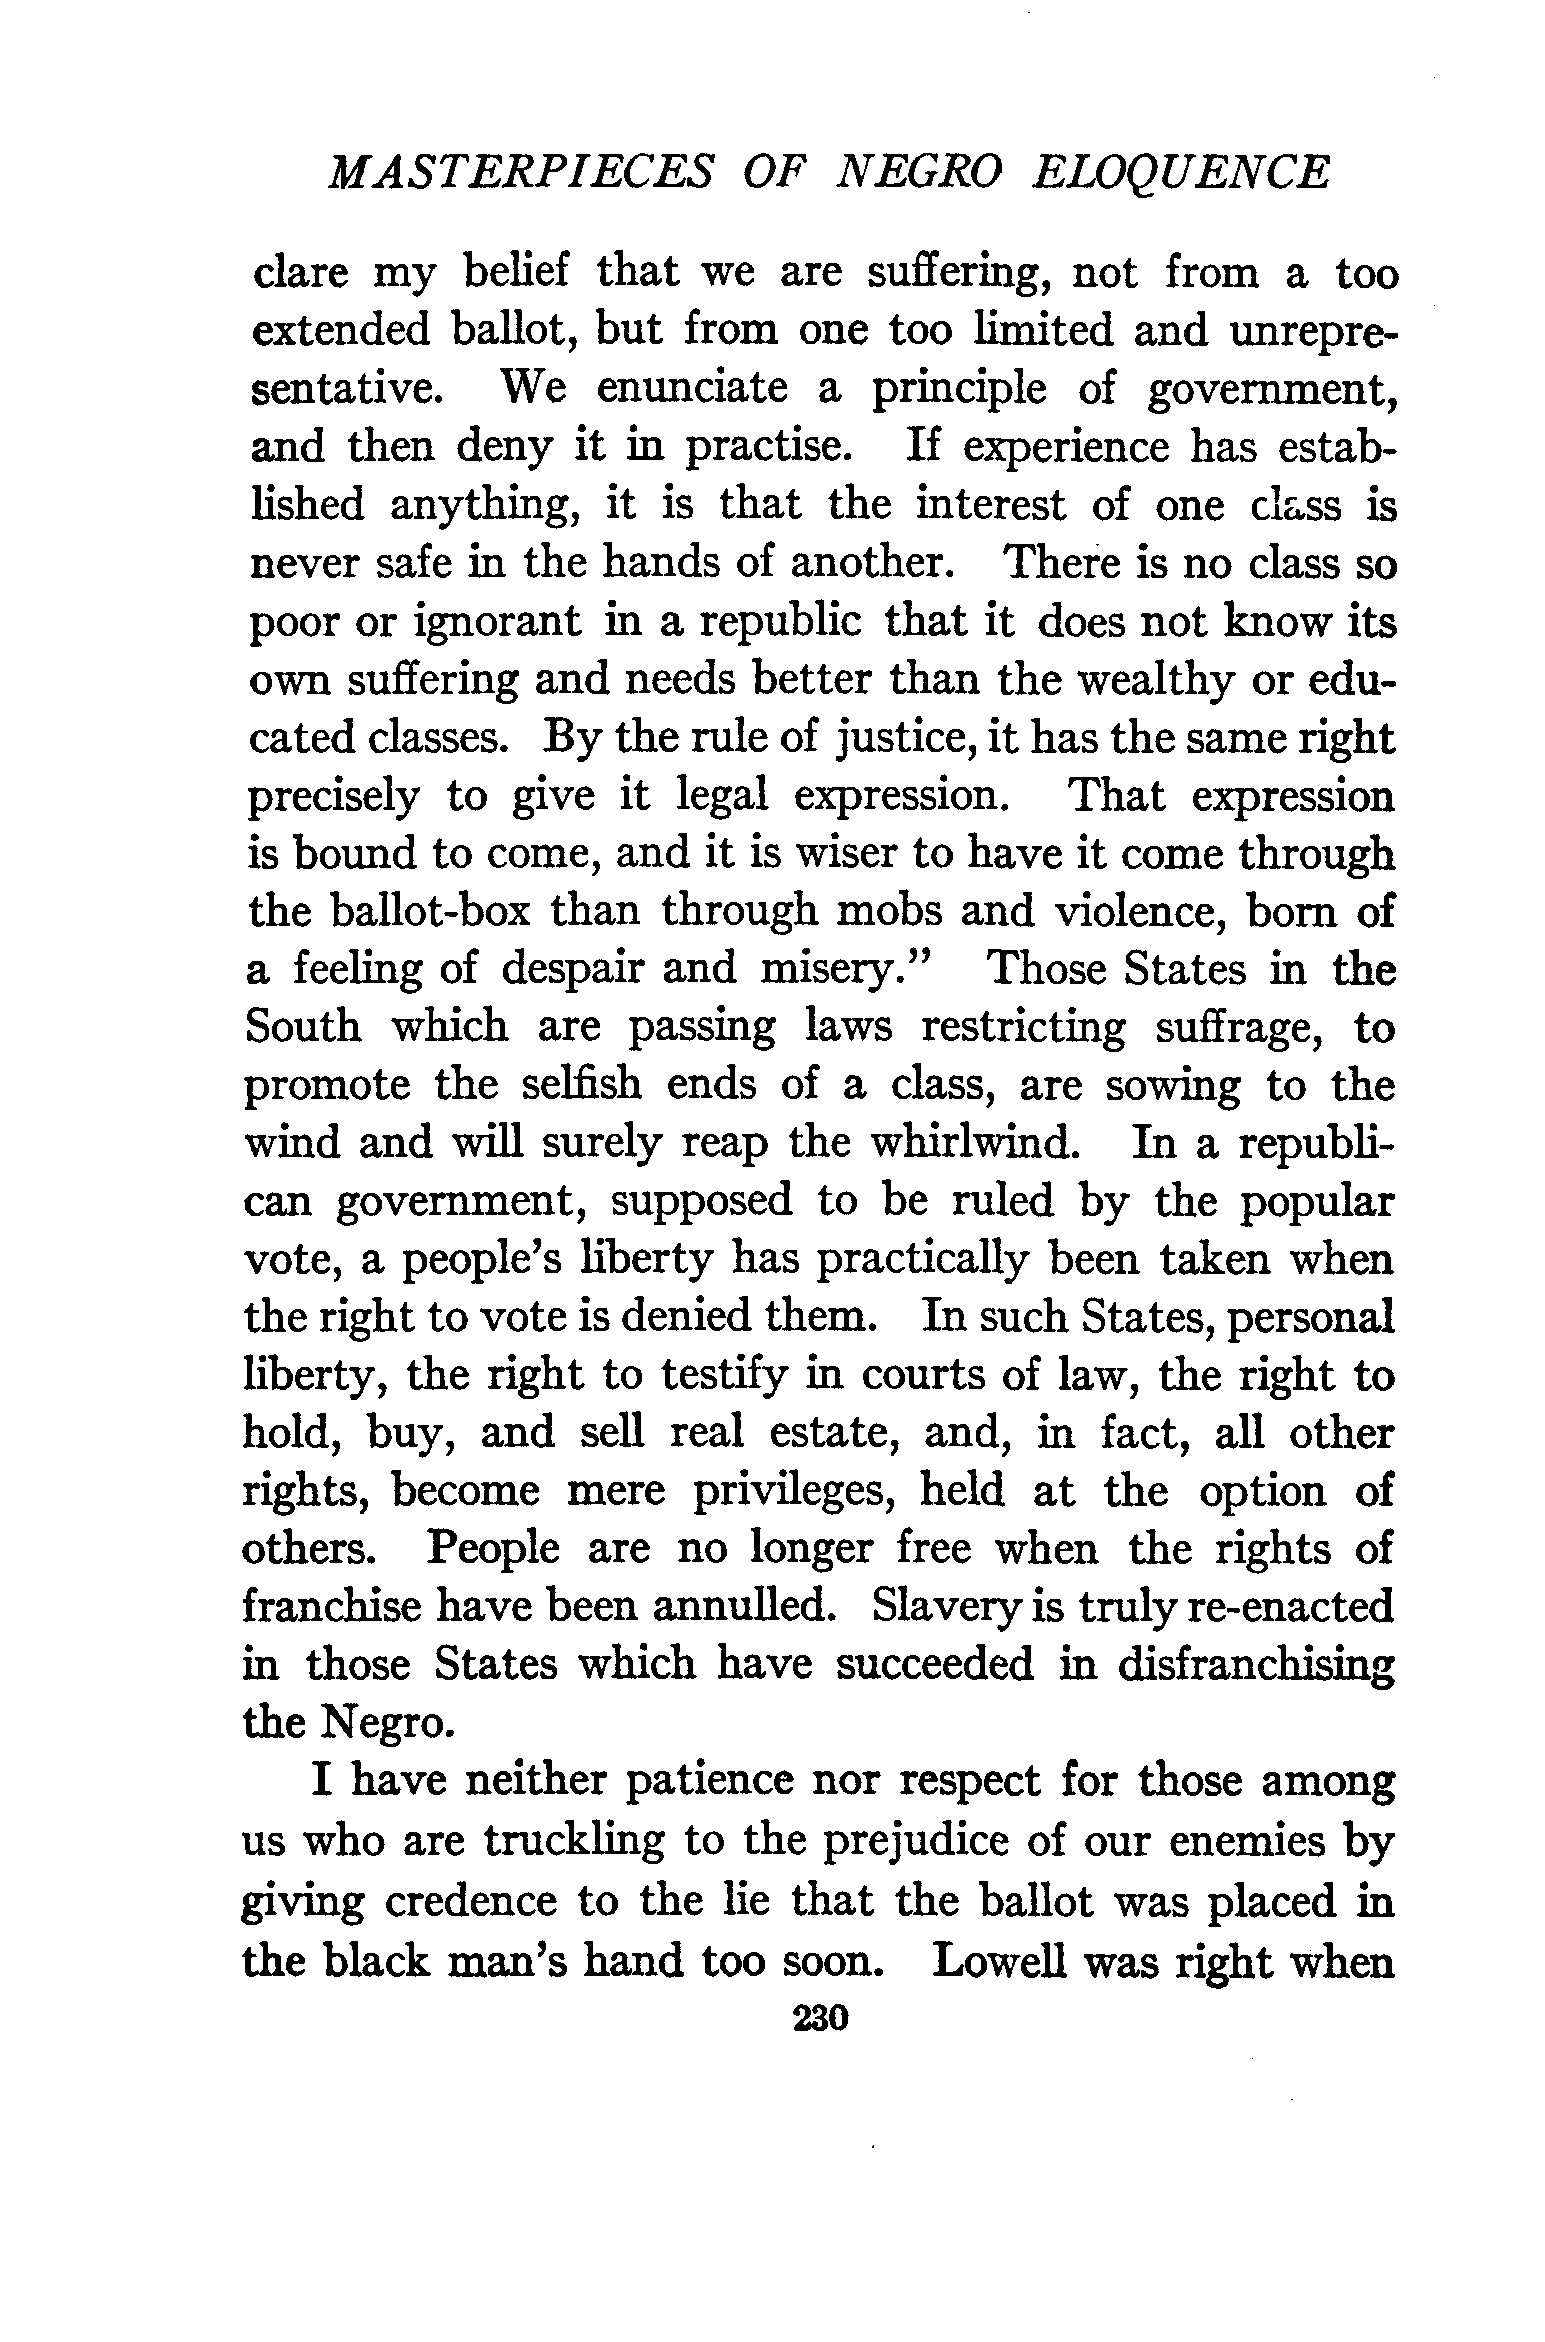 MASTERPIECES OF NEGRO ELOQUENCE
clare my belief that we are suffering, not from a too
extended ballot, but from one too limited and unrepre-
sentative. We enunciate a principle of government,
and then deny it in practise. If experience has estab-
lished anything, it is that the interest of one class is
never safe in the hands of another. There is no class so
poor or ignorant in a republic that it does not know its
own suffering and needs better than the wealthy or edu-
cated classes. By the rule of justice, it has the same right
precisely to give it legal expression. That expression
is bound to come, and it is wiser to have it come through
the ballot-box than through mobs and violence, born of
a feeling of despair and misery.” Those States in the
South which are passing laws restricting suffrage, to
promote the selfish ends of a class, are sowing to the
wind and will surely reap the whirlwind. In a republi-
can government, supposed to be ruled by the popular
vote, a people’s liberty has practically been taken when
the right to vote is denied them. In such States, personal
liberty, the right to testify in courts of law, the right to
hold, buy, and sell real estate, and, in fact, all other
rights, become mere privileges, held at the option of
others. People are no longer free when the rights of
franchise have been annulled. Slavery is truly re-enacted
in those States which have succeeded in disfranchising
the Negro.
I have neither patience nor respect for those among
us who are truckling to the prejudice of our enemies by
giving credence to the lie that the ballot was placed in
the black man’s hand too soon. Lowell was right when
230